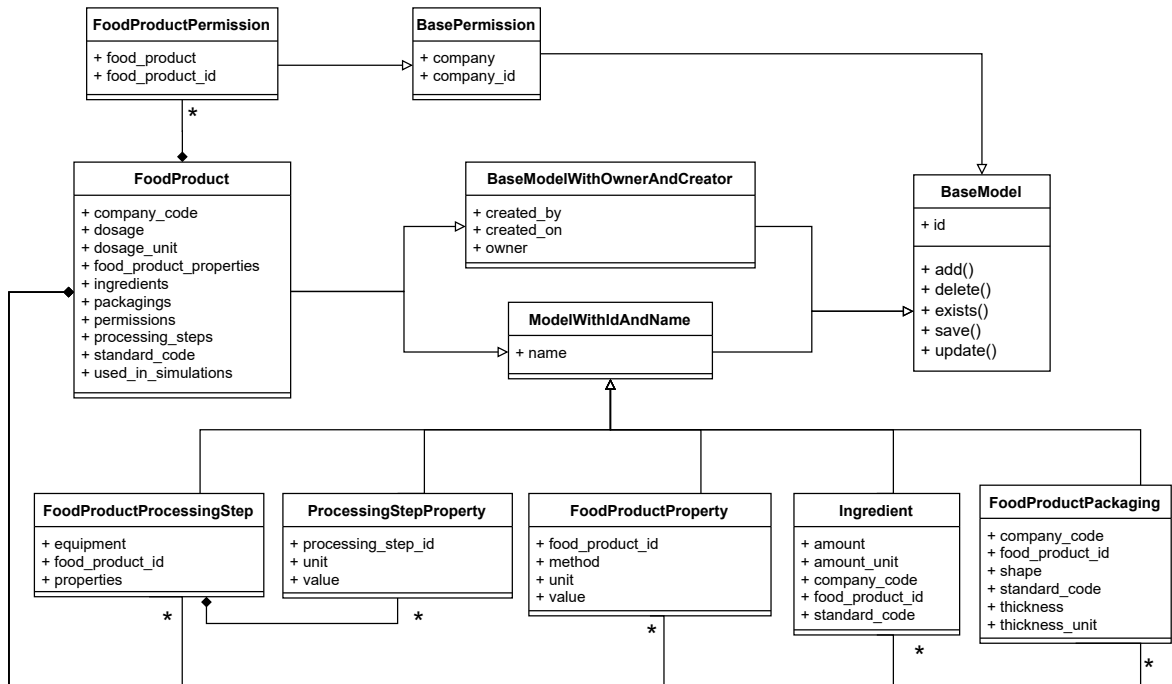 FoodProductPermission
+ food_product
+ food_product_id
*
BasePermission
+ company
+ company_id
FoodProduct
+ company_code
+ dosage
+ dosage_unit
+ food_product_properties
+ ingredients
+ packagings
+ permissions
+ processing_steps
+ standard_code
+ used_in_simulations
BaseModelWithOwnerAndCreator
+ created_by
+ created_on
+ owner
ModelWithIdAndName
+ name
BaseModel
+ id
+ add()
+ delete()
+ exists()
+ save()
+ update()
FoodProductProcessingStep
+ equipment
+ food_product_id
+ properties
*
ProcessingStepProperty
+ processing_step_id
+ unit
+ value
*
FoodProductProperty
+ food_product_id
+ method
+ unit
+ value
*
Ingredient
+ amount
+ amount_unit
+ company_code
+ food_product_id
+ standard_code
*
FoodProductPackaging
+ company_code
+ food_product_id
+ shape
+ standard_code
+ thickness
+ thickness_unit
*